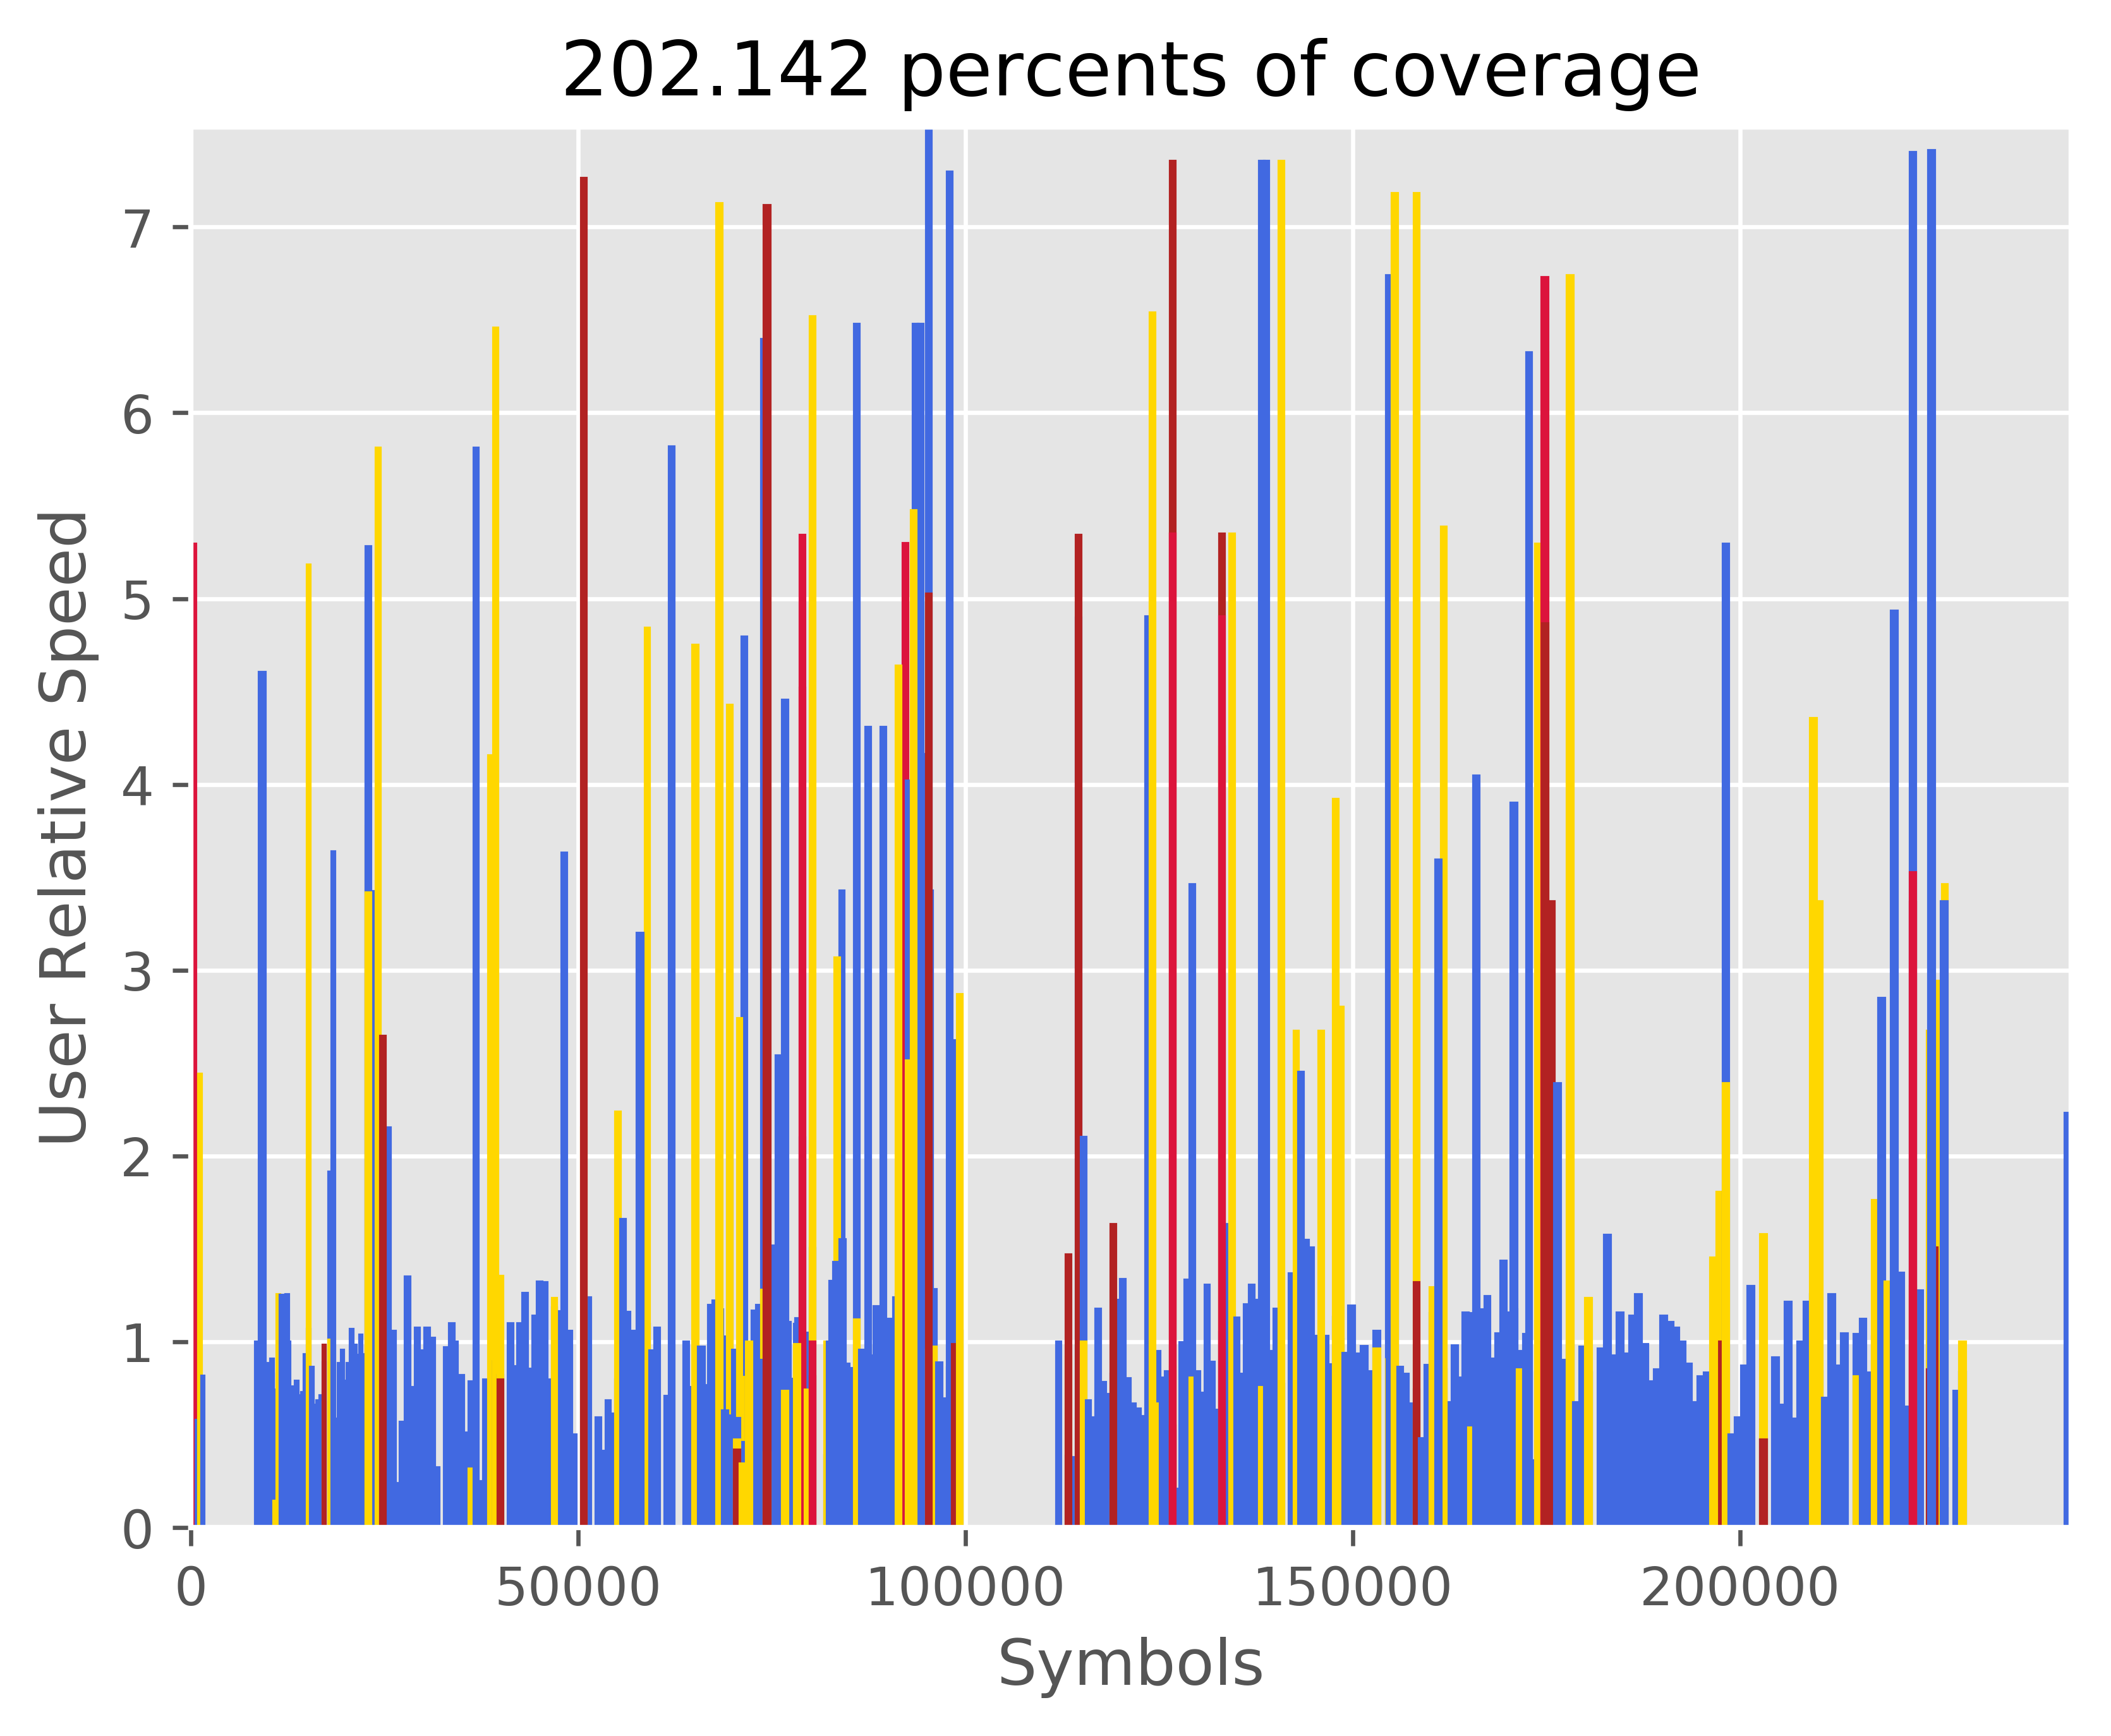 202.142 percents of coverage
User Relative Speed
7
6
5
4
3
2
1
0
0 50000 100000 150000 200000
Symbols